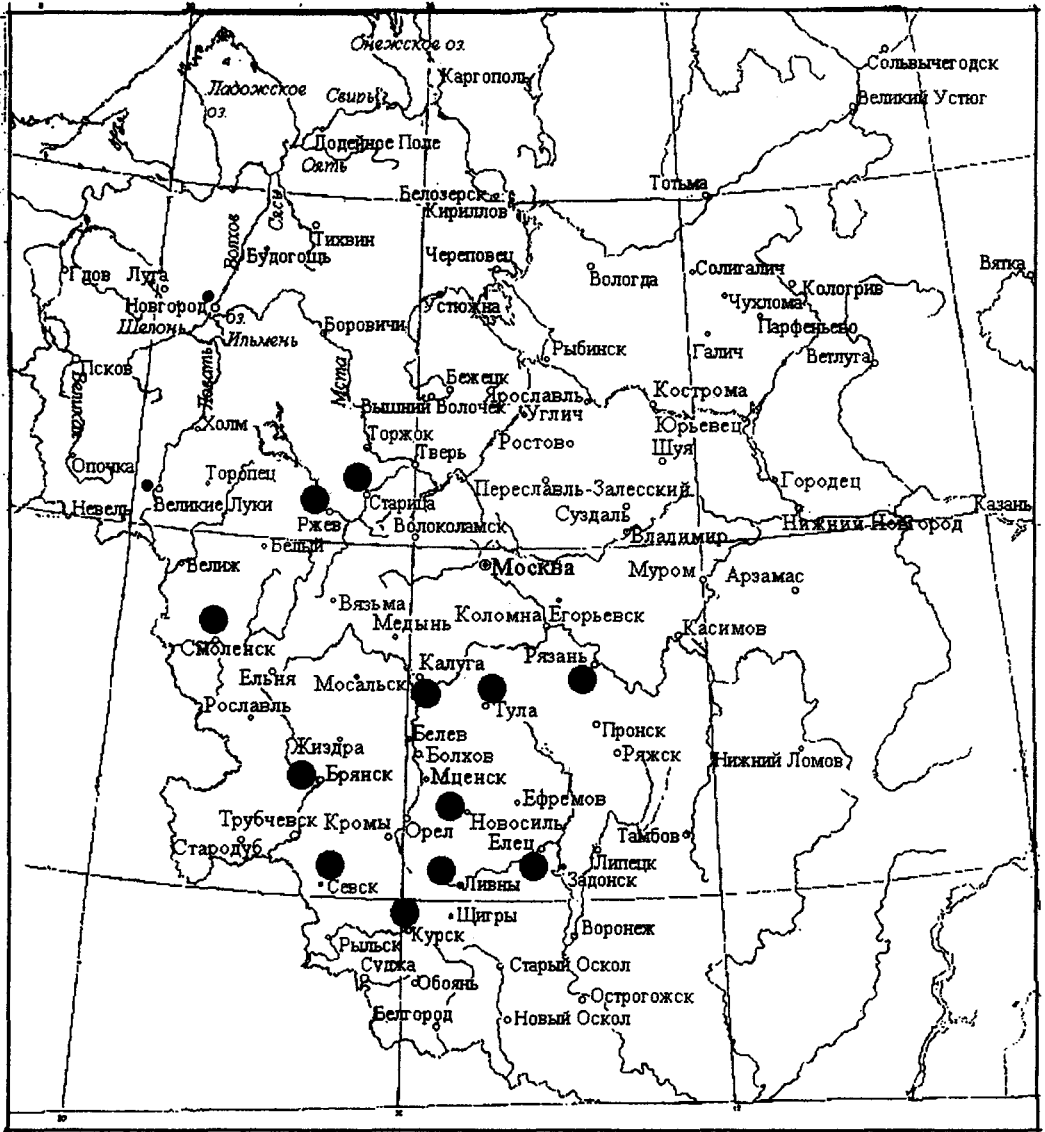 Онежское оз.
Сольвычегодск
Каргополь
Ладожское
оз.
Свирь
Великий Устюг
Лодейное Поле
Оять
Тотьма
Белозерск
Кириллов
Сясь
Волхов
Тихвин
Будогощь
Череповец
Вологда
Солигалич
Вятка
Гдов
Луга
Кологрив
Чухлома
Новгород
оз.
Устюжна
Парфеньево
Шелонь
Ильмень
Боровичи
Рыбинск
Галич
Ветлуга
Псков
Великая
Ловать
Мста
Бежецк
Вышний Волочек
Ярославль
Кострома
Углич
Юрьевец
Холм
Торжок
Ростов
Шуя
Тверь
Опочка
Торопец
Городец
Переславль-Залесский
Невель
Великие Луки
Старица
Суздаль
Казань
Ржев
Волоколамск
Нижний Новгород
Владимир
Белый
Велиж
Москва
Муром
Арзамас
Вязьма
Коломна
Егорьевск
Медынь
Смоленск
Касимов
Калуга
Рязань
Ельня
Мосальск
Рославль
Тула
Пронск
Белев
Жиздра
Болхов
Ряжск
Нижний Ломов
Брянск
Мценск
Ефремов
Трубчевск
Кромы
Орел
Новосиль
Тамбов
Стародуб
Елец
Липецк
Севск
Ливны
Задонск
Щигры
Рыльск
Курск
Воронеж
Суджа
Обоянь
Старый Оскол
Острогожск
Белгород
Новый Оскол